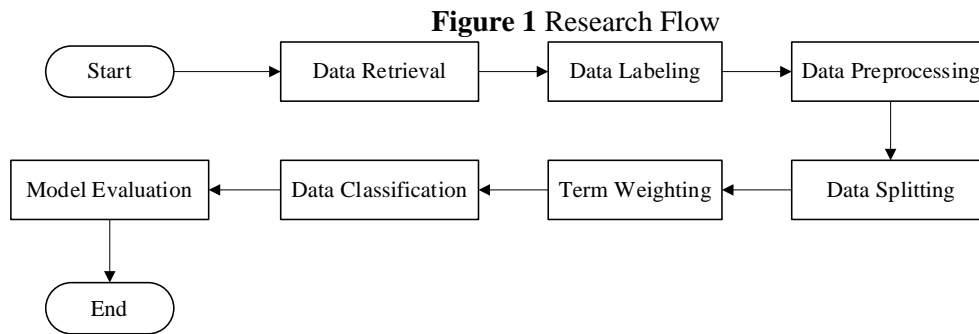 Figure 1 Research Flow
Start
Data Retrieval
Data Labeling
Data Preprocessing
Data Splitting
Term Weighting
Data Classification
Model Evaluation
End